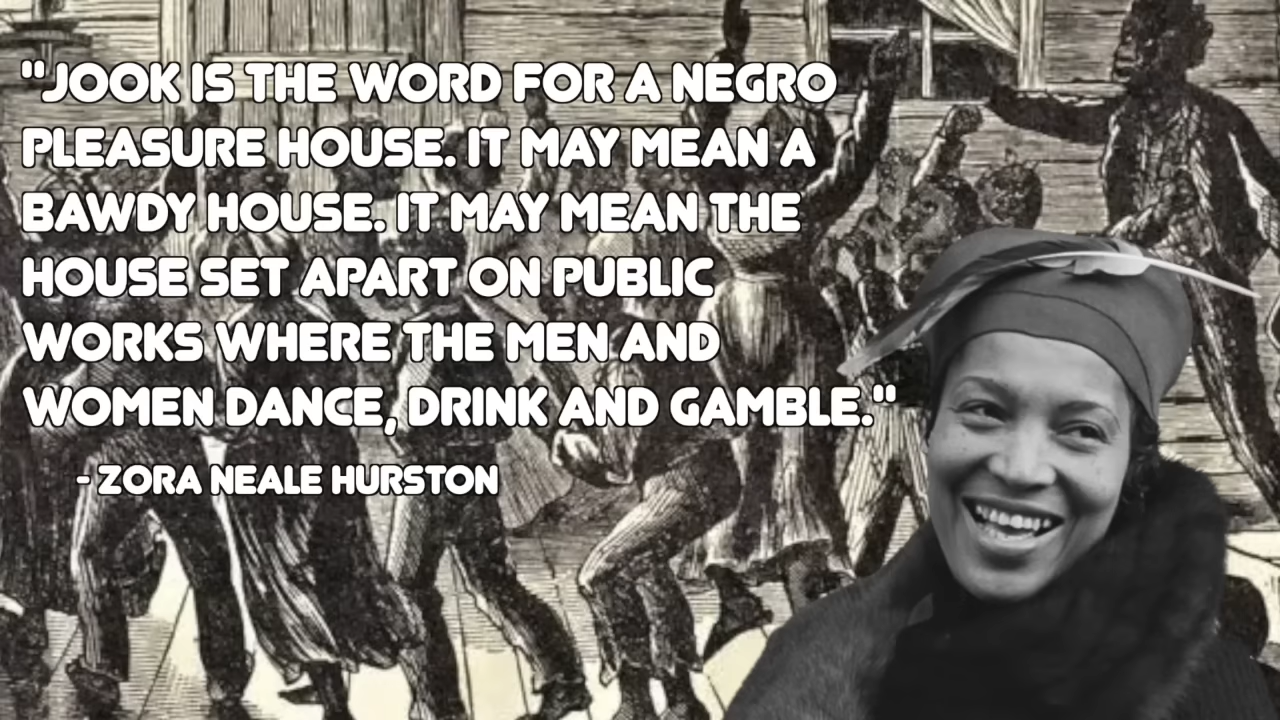 "JOOK IS THE WORD FOR A NEGRO
PLEASURE HOUSE. IT MAY MEAN A
BAWDY HOUSE. IT MAY MEAN THE
HOUSE SET APART ON PUBLIC
WORKS WHERE THE MEN AND
WOMEN DANCE, DRINK AND GAMBLE."
- ZORA NEALE HURSTON